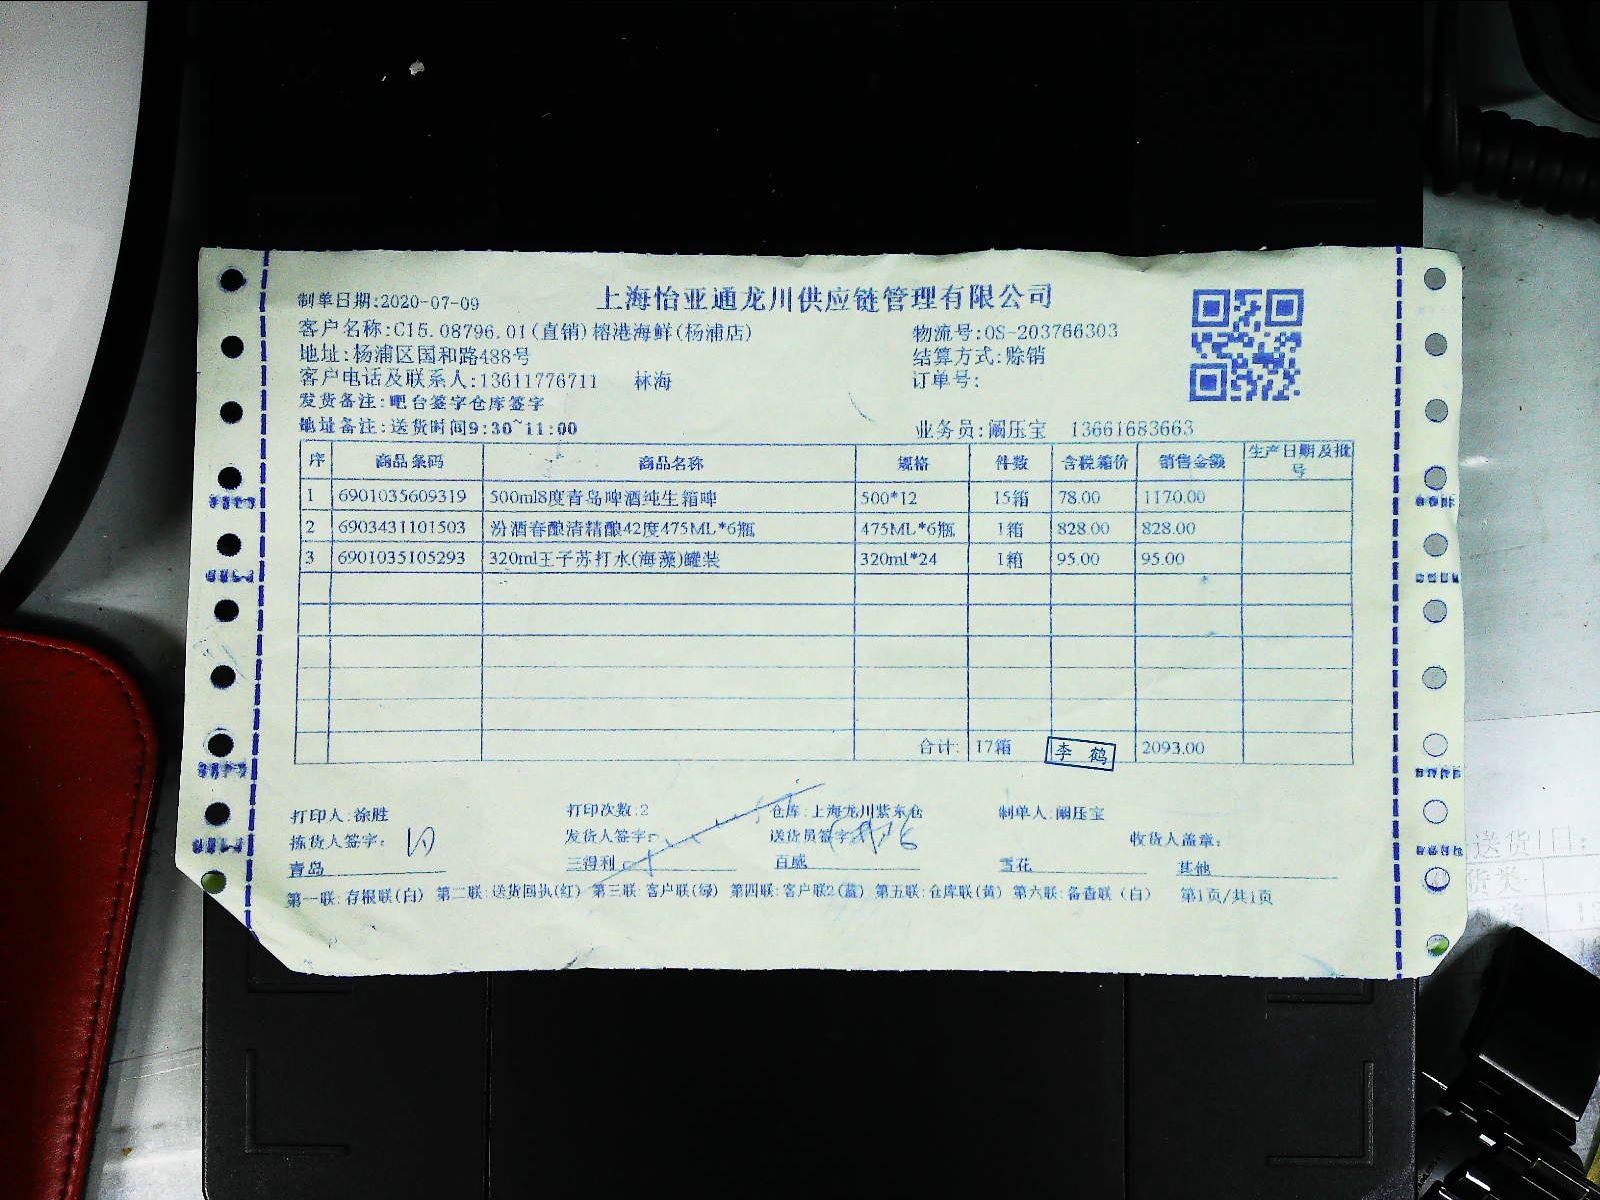 制单日期:2020-07-09
上海怡亚通龙川供应链管理有限公司
客户名称:C15.08796.01(直销)榕港海鲜(杨浦店)
物流号:OS-203766303
地址:杨浦区国和路488号
结算方式:赊销
客户电话及联系人:13611776711 林海
订单号:
发货备注:吧台签字仓库签字
地址备注:送货时间9:30~11:00
业务员:阚压宝 13661683663
序 商品条码 商品名称 规格 件数 含税箱价 销售金额 生产日期及批号
1 6901035609319 500ml8度青岛啤酒纯生箱啤 500*12 15箱 78.00 1170.00
2 6903431101503 汾酒春酿清精酿42度475ML*6瓶 475ML*6瓶 1箱 828.00 828.00
3 6901035105293 320ml王子苏打水(海藻)罐装 320ml*24 1箱 95.00 95.00
合计: 17箱 李鹤 2093.00
打印人:徐胜 打印次数:2 仓库:上海龙川紫东仓 制单人:阚压宝
拣货人签字: 发货人签字: 送货员签字: 收货人盖章:
青岛 三得利 百威 雪花 其他
第一联:存根联(白) 第二联:送货回执(红) 第三联:客户联(绿) 第四联:客户联2(蓝) 第五联:仓库联(黄) 第六联:备查联(白) 第1页/共1页
送货1日:
货类